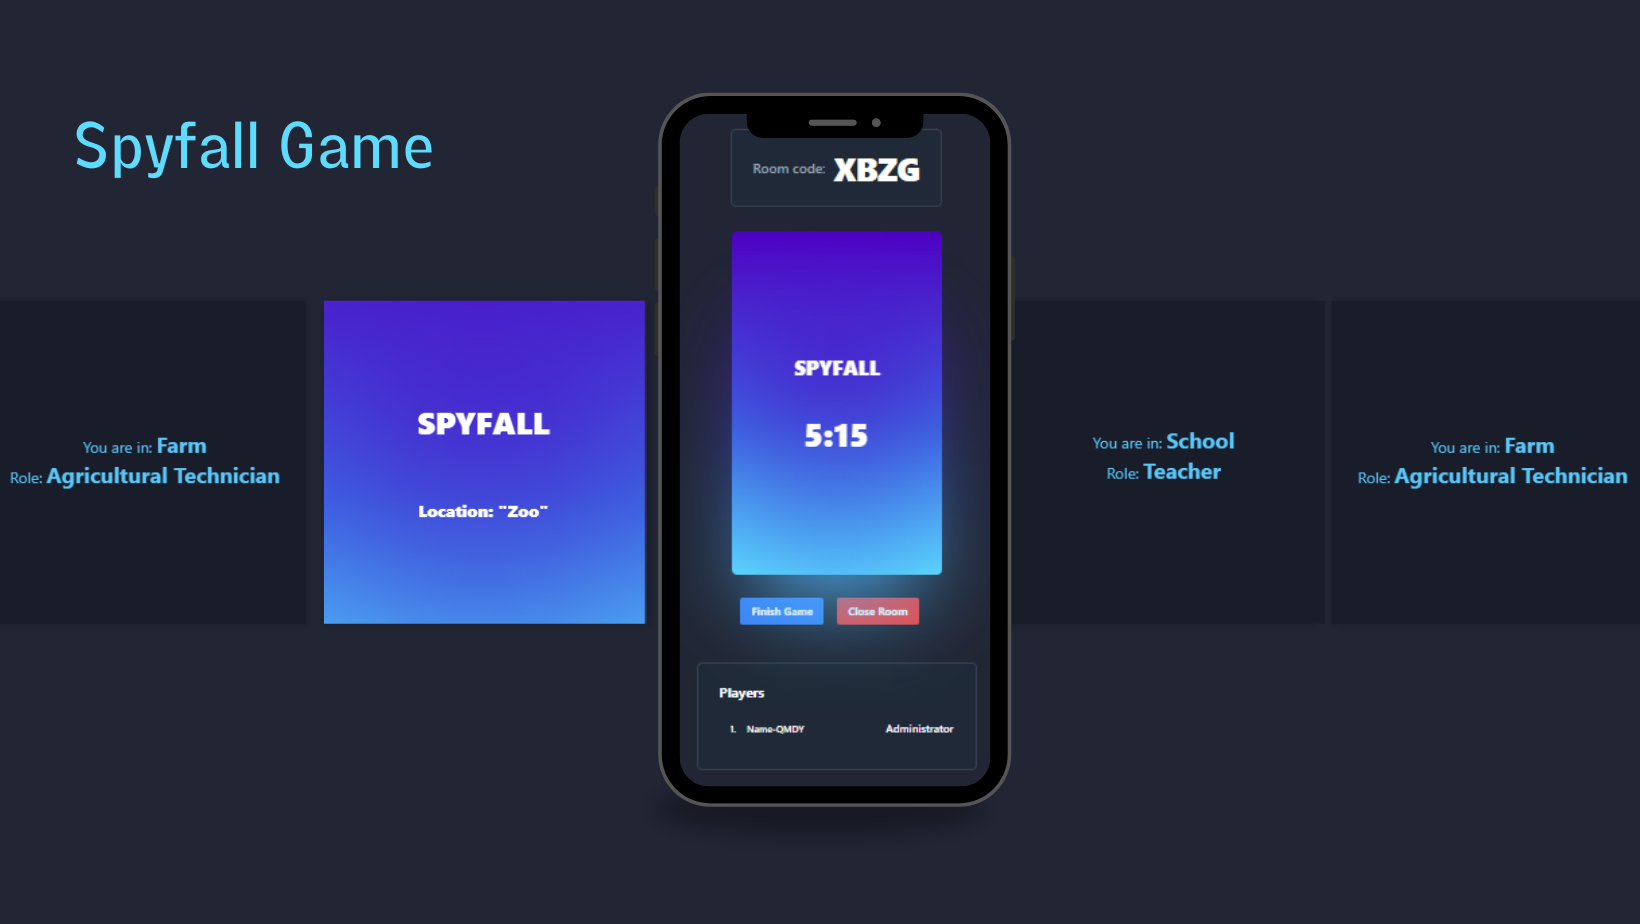 Spyfall Game
Room code: XBZG
You are in: Farm
Role: Agricultural Technician
SPYFALL
Location: "Zoo"
SPYFALL
5:15
Finish Game
Close Room
Players
1. Name-QMDY Administrator
You are in: School
Role: Teacher
You are in: Farm
Role: Agricultural Technician